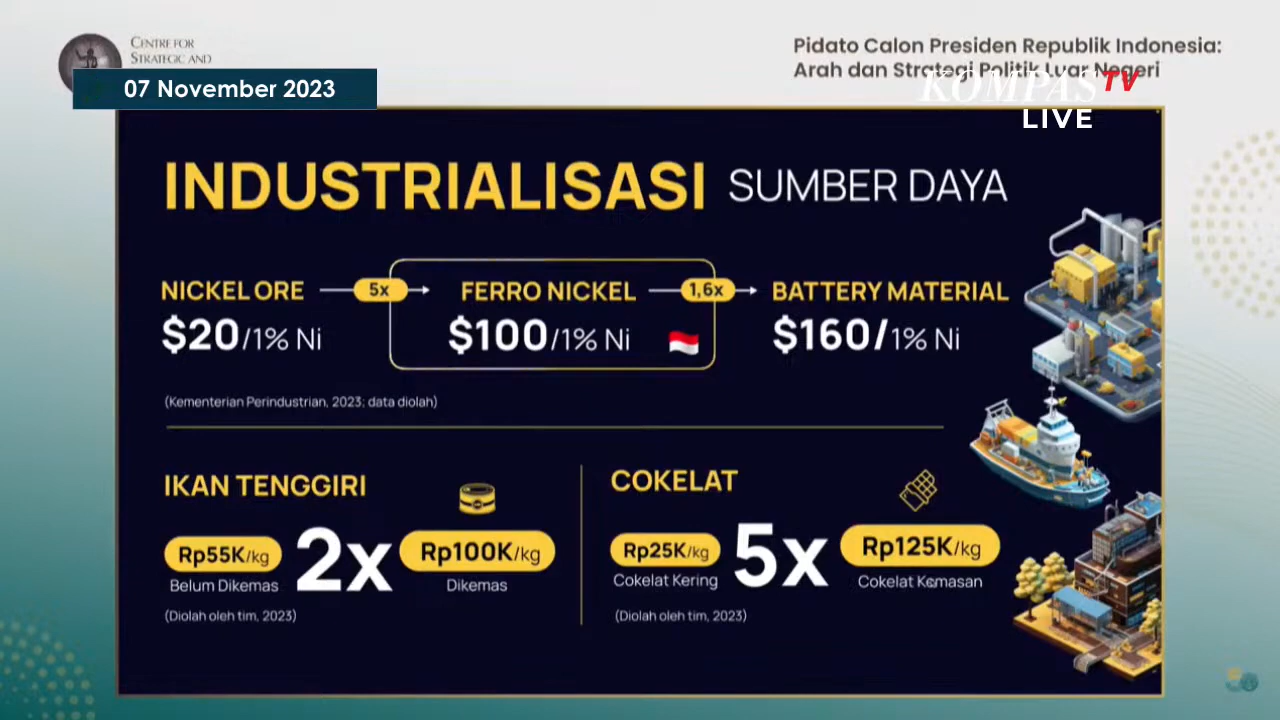 CENTRE FOR
STRATEGIC AND
07 November 2023
Pidato Calon Presiden Republik Indonesia:
Arah dan Strategi Politik Luar Negeri
KOMPAS TV
LIVE
INDUSTRIALISASI SUMBER DAYA
NICKEL ORE 5x FERRO NICKEL 1,6x BATTERY MATERIAL
$20/1% Ni $100/1% Ni $160/1% Ni
(Kementerian Perindustrian, 2023; data diolah)
IKAN TENGGIRI
Rp55K/kg 2x Rp100K/kg
Belum Dikemas Dikemas
(Diolah oleh tim, 2023)
COKELAT
Rp25K/kg 5x Rp125K/kg
Cokelat Kering Cokelat Kemasan
(Diolah oleh tim, 2023)